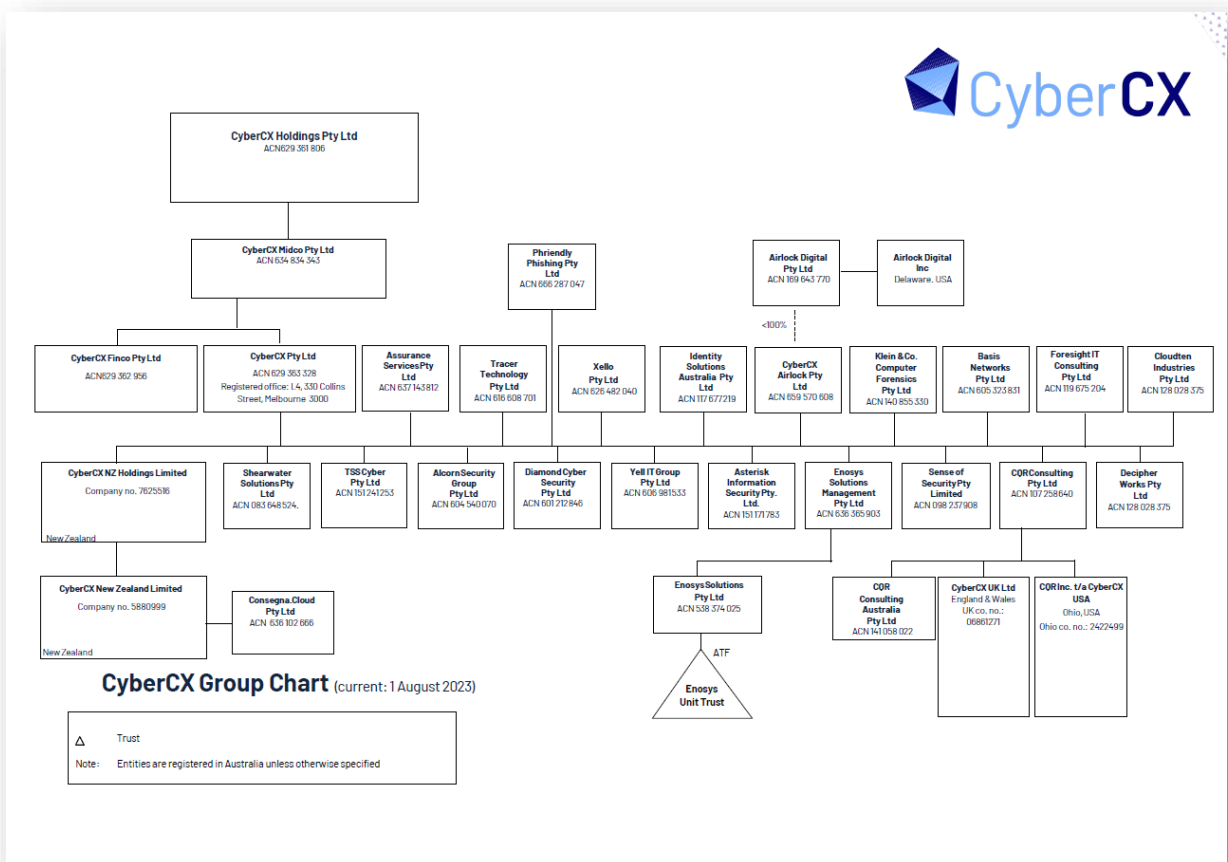 CyberCX
CyberCX Holdings Pty Ltd
ACN629 361 806
CyberCX Midco Pty Ltd
ACN 634 834 343
Phriendly
Phishing Pty
Ltd
ACN 666 287 047
Airlock Digital
Pty Ltd
ACN 169 643 770
Airlock Digital
Inc
Delaware, USA
<100%
CyberCX Finco Pty Ltd
ACN629 362 956
CyberCX Pty Ltd
ACN 629 363 328
Registered office: L4, 330 Collins
Street, Melbourne 3000
Assurance
Services Pty
Ltd
ACN 637 143 812
Tracer
Technology
Pty Ltd
ACN 616 608 701
Xello
Pty Ltd
ACN 626 482 040
Identity
Solutions
Australia Pty
Ltd
ACN 117 677 219
CyberCX
Airlock Pty
Ltd
ACN 659 570 608
Klein & Co.
Computer
Forensics
Pty Ltd
ACN 140 855 330
Basis
Networks
Pty Ltd
ACN 605 323 831
Foresight IT
Consulting
Pty Ltd
ACN 119 675 204
Cloudten
Industries
Pty Ltd
ACN 128 028 375
CyberCX NZ Holdings Limited
Company no. 7625516
New Zealand
Shearwater
Solutions Pty
Ltd
ACN 083 648 524.
TSS Cyber
Pty Ltd
ACN 151 241 253
Alcorn Security
Group
Pty Ltd
ACN 604 540 070
Diamond Cyber
Security
Pty Ltd
ACN 601 212 846
Yell IT Group
Pty Ltd
ACN 606 981 533
Asterisk
Information
Security Pty.
Ltd.
ACN 151 171 783
Enosys
Solutions
Management
Pty Ltd
ACN 636 365 903
Sense of
Security Pty
Limited
ACN 098 237 908
CQR Consulting
Pty Ltd
ACN 107 258 640
Decipher
Works Pty
Ltd
ACN 128 028 375
CyberCX New Zealand Limited
Company no. 5880999
New Zealand
Consegna.Cloud
Pty Ltd
ACN 636 102 666
Enosys Solutions
Pty Ltd
ACN 538 374 025
ATF
Enosys
Unit Trust
CQR
Consulting
Australia
Pty Ltd
ACN 141 058 022
CyberCX UK Ltd
England & Wales
UK co. no.:
06861271
CQR Inc. t/a CyberCX
USA
Ohio, USA
Ohio co. no.: 2422499
CyberCX Group Chart (current: 1 August 2023)
Trust
Note: Entities are registered in Australia unless otherwise specified